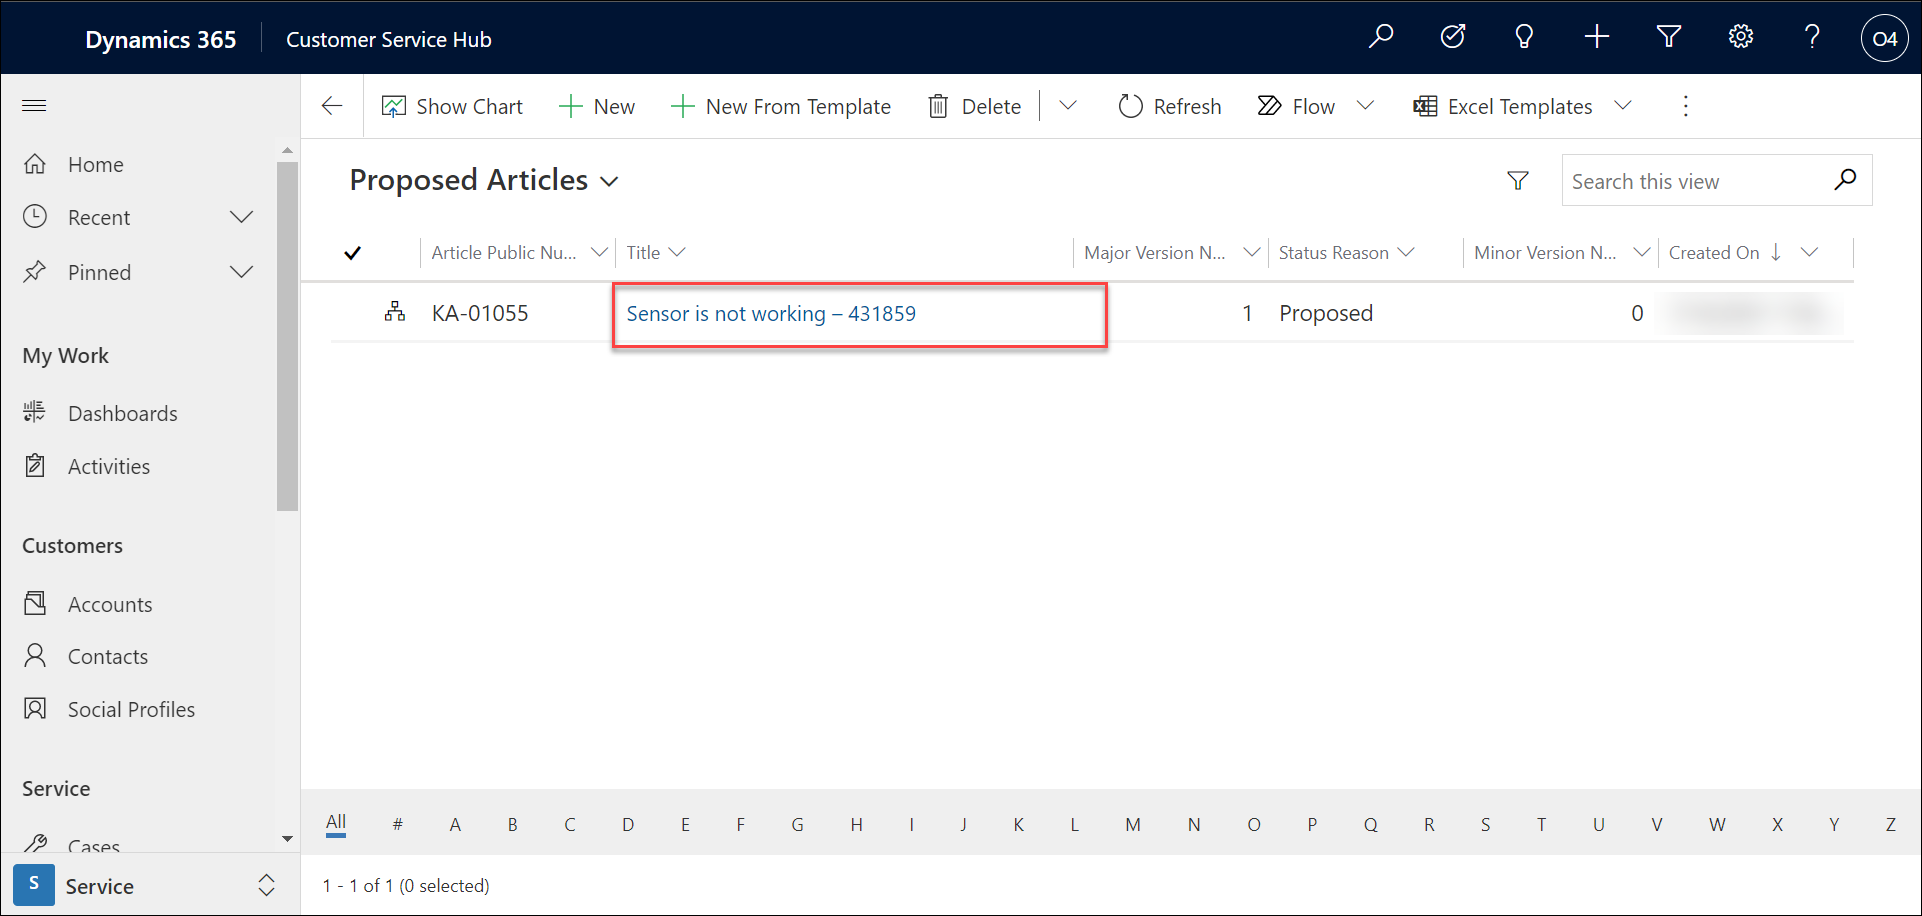 Dynamics 365
Customer Service Hub
O4
Show Chart
New
New From Template
Delete
Refresh
Flow
Excel Templates
Home
Recent
Pinned
My Work
Dashboards
Activities
Customers
Accounts
Contacts
Social Profiles
Service
Cases
S Service
Proposed Articles
Search this view
Article Public Nu... Title Major Version N... Status Reason Minor Version N... Created On
KA-01055 Sensor is not working – 431859 1 Proposed 0
All # A B C D E F G H I J K L M N O P Q R S T U V W X Y Z
1 - 1 of 1 (0 selected)